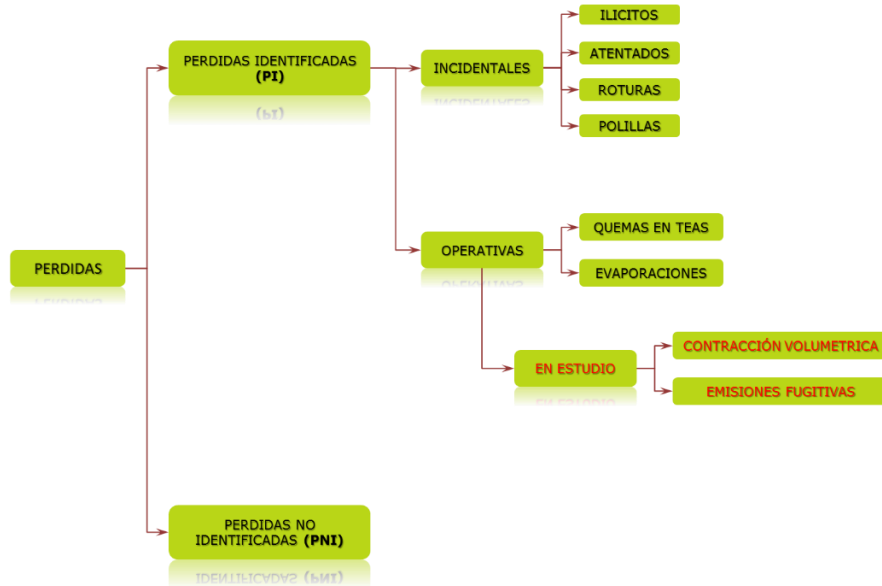 ILICITOS
PERDIDAS IDENTIFICADAS
(PI)
INCIDENTALES
ATENTADOS
ROTURAS
POLILLAS
PERDIDAS
OPERATIVAS
QUEMAS EN TEAS
EVAPORACIONES
EN ESTUDIO
CONTRACCIÓN VOLUMETRICA
EMISIONES FUGITIVAS
PERDIDAS NO
IDENTIFICADAS (PNI)